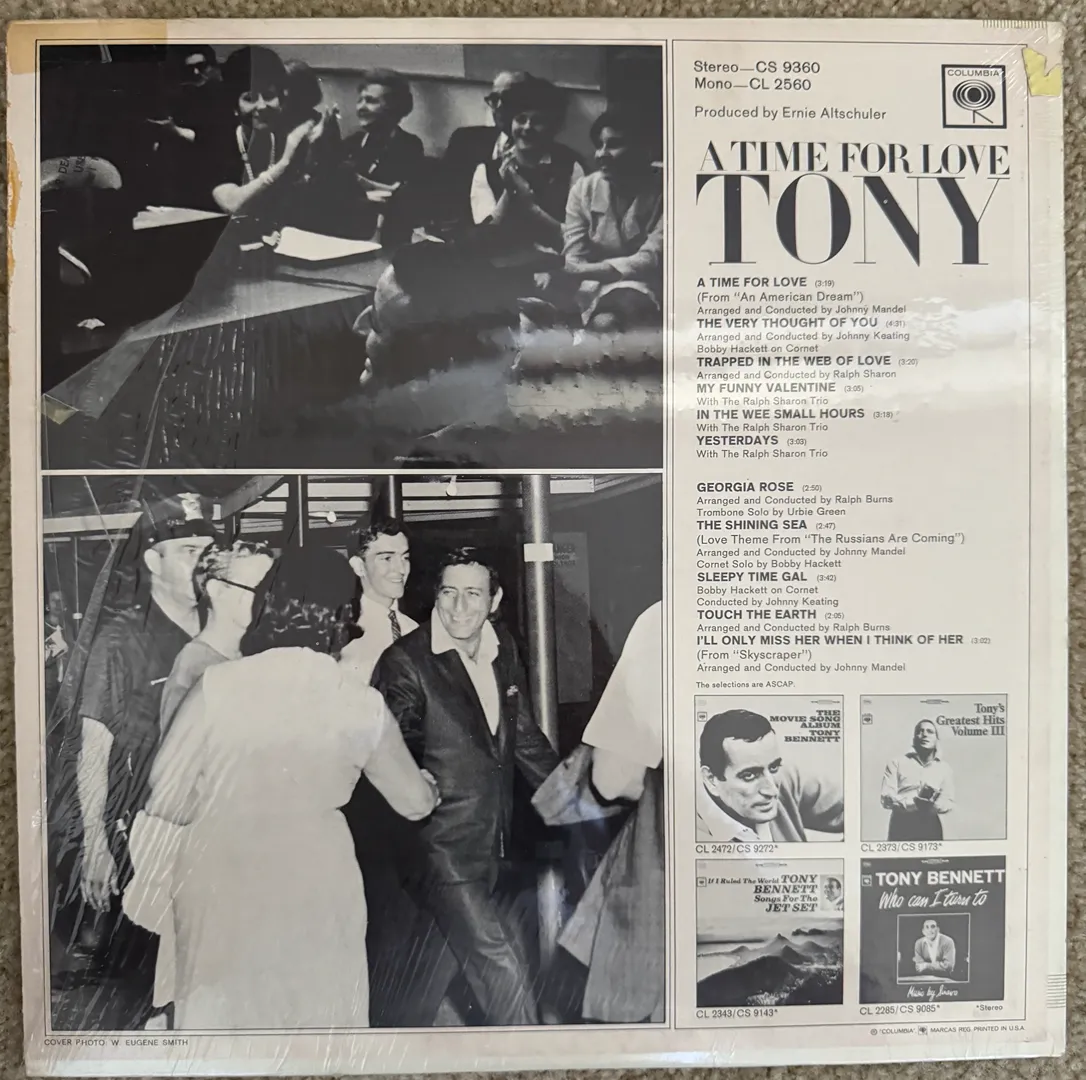 Stereo—CS 9360
Mono—CL 2560
COLUMBIA
Produced by Ernie Altschuler
A TIME FOR LOVE
TONY
A TIME FOR LOVE (3:19)
(From "An American Dream")
Arranged and Conducted by Johnny Mandel
THE VERY THOUGHT OF YOU (4:31)
Arranged and Conducted by Johnny Keating
Bobby Hackett on Cornet
TRAPPED IN THE WEB OF LOVE (3:20)
Arranged and Conducted by Ralph Sharon
MY FUNNY VALENTINE (3:05)
With The Ralph Sharon Trio
IN THE WEE SMALL HOURS (3:18)
With The Ralph Sharon Trio
YESTERDAYS (3:03)
With The Ralph Sharon Trio
GEORGIA ROSE (2:50)
Arranged and Conducted by Ralph Burns
Trombone Solo by Urbie Green
THE SHINING SEA (2:47)
(Love Theme From "The Russians Are Coming")
Arranged and Conducted by Johnny Mandel
Cornet Solo by Bobby Hackett
SLEEPY TIME GAL (3:42)
Bobby Hackett on Cornet
Conducted by Johnny Keating
TOUCH THE EARTH (2:05)
Arranged and Conducted by Ralph Burns
I'LL ONLY MISS HER WHEN I THINK OF HER (3:02)
(From "Skyscraper")
Arranged and Conducted by Johnny Mandel
The selections are ASCAP.
THE
MOVIE SONG
ALBUM
TONY
BENNETT
CL 2472/CS 9272*
Tony's
Greatest Hits
Volume III
CL 2373/CS 9173*
If I Ruled The World TONY
BENNETT
Songs For The
JET SET
CL 2343/CS 9143*
TONY BENNETT
Who can I turn to
CL 2285/CS 9085*
*Stereo
COVER PHOTO: W. EUGENE SMITH
© "COLUMBIA", MARCAS REG. PRINTED IN U.S.A.